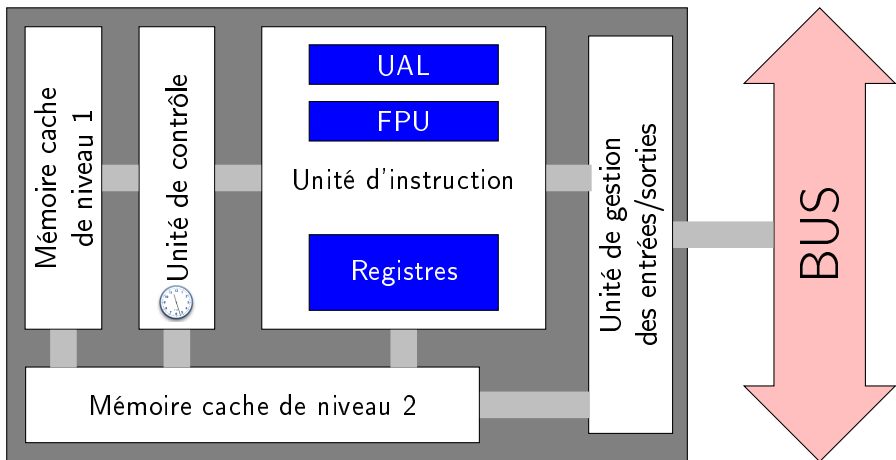 Mémoire cache
de niveau 1
Unité de contrôle
UAL
FPU
Unité d'instruction
Registres
Unité de gestion
des entrées/sorties
BUS
Mémoire cache de niveau 2